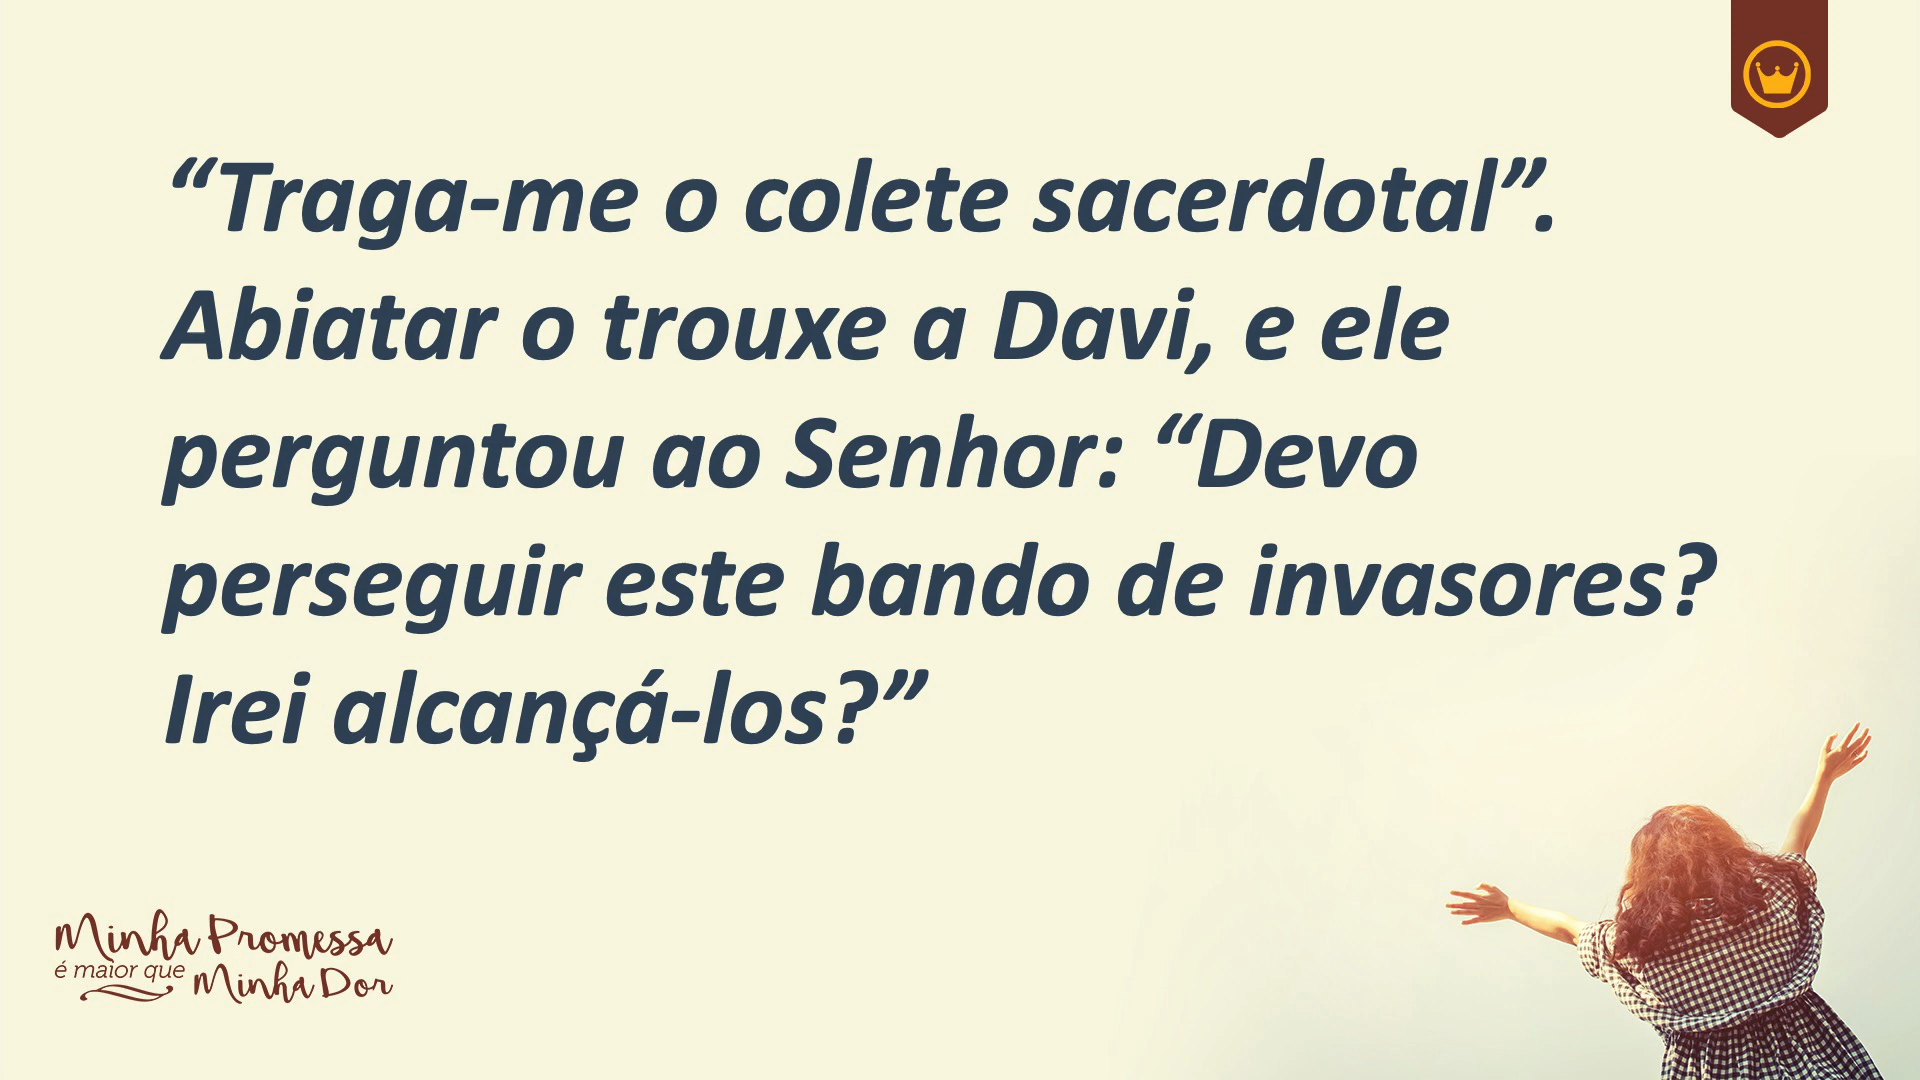 “Traga-me o colete sacerdotal”.
Abiatar o trouxe a Davi, e ele
perguntou ao Senhor: “Devo
perseguir este bando de invasores?
Irei alcançá-los?”
Minha Promessa
é maior que Minha Dor